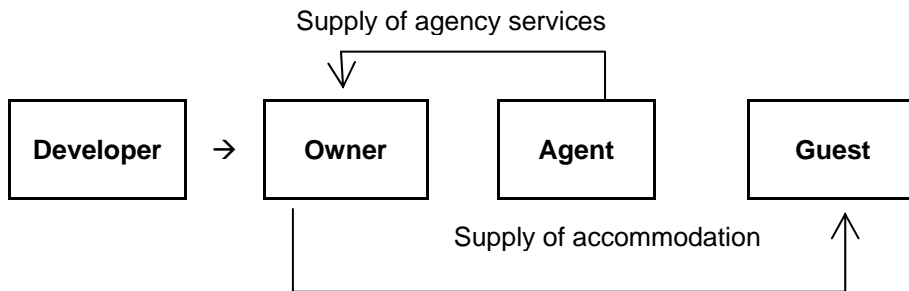 Supply of agency services
Developer → Owner Agent Guest
Supply of accommodation